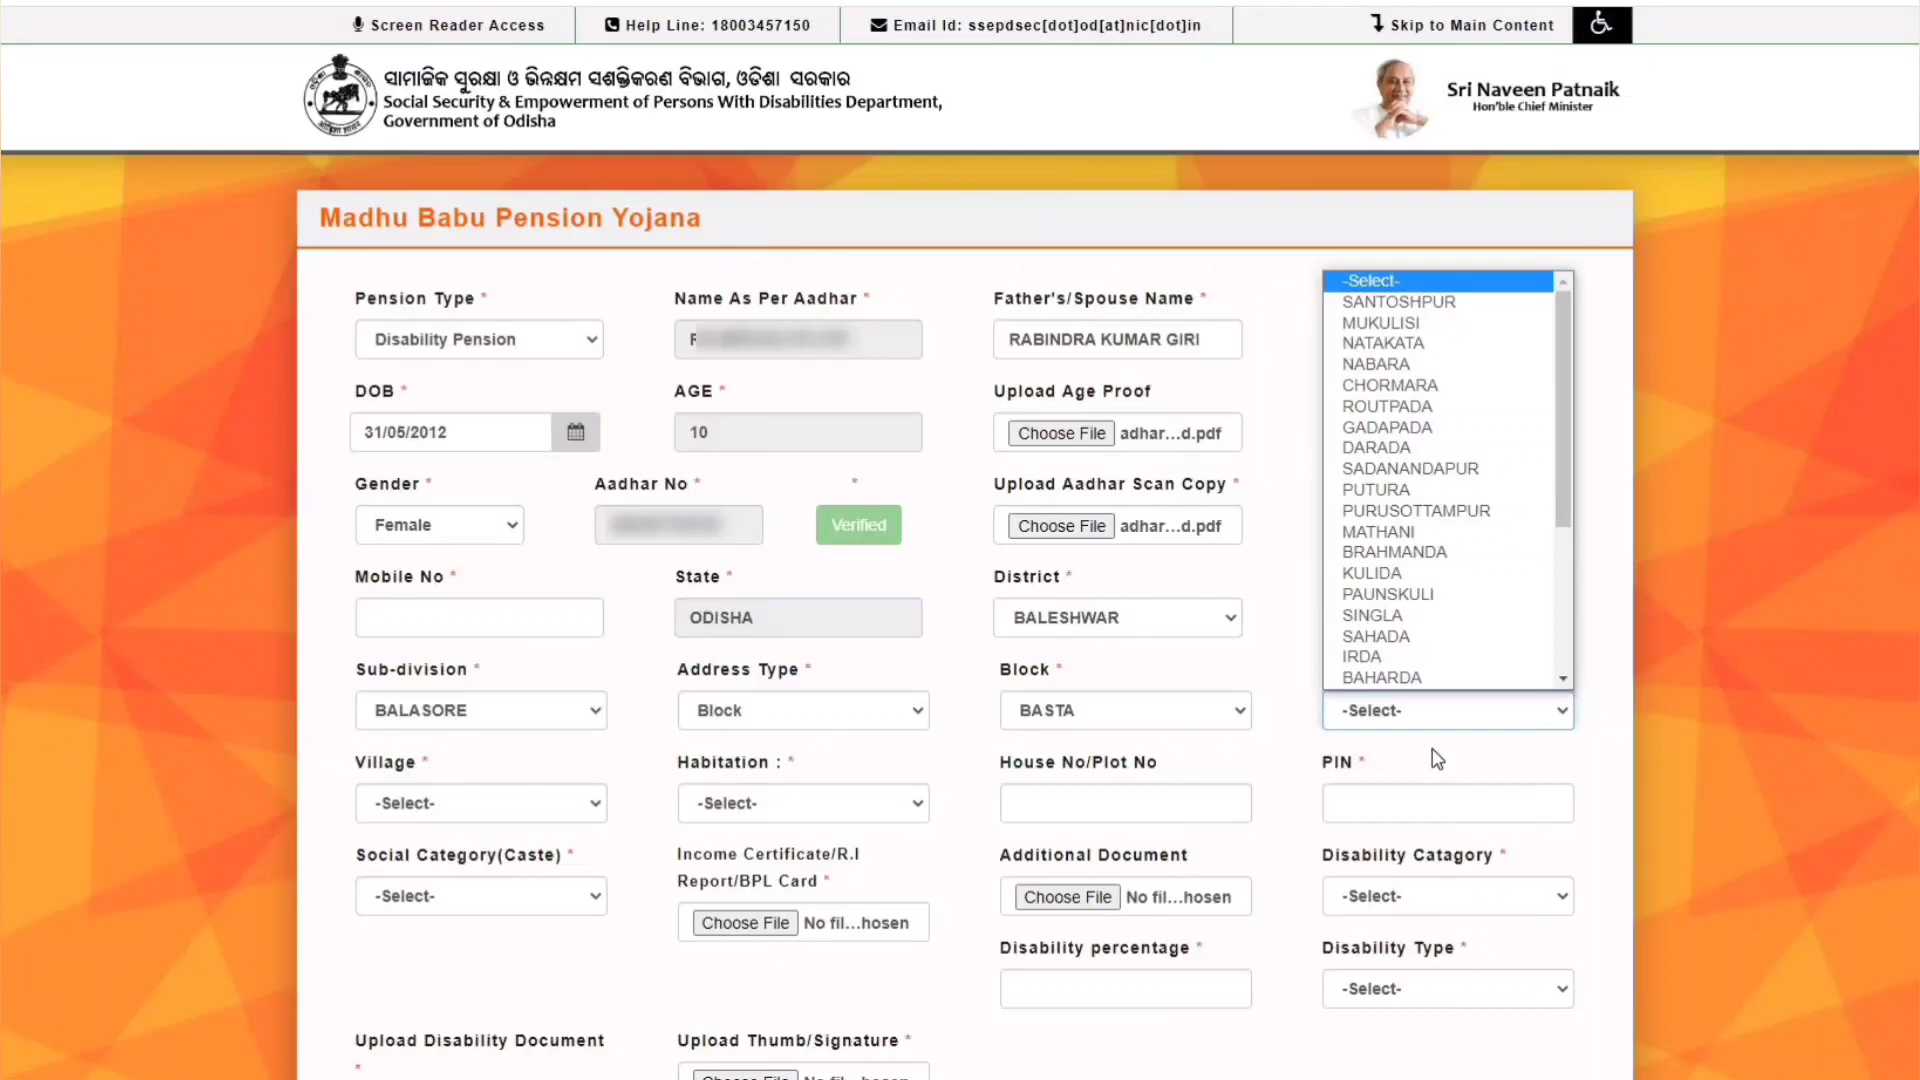 Screen Reader Access
Help Line: 18003457150
Email Id: ssepdsec[dot]od[at]nic[dot]in
Skip to Main Content
ସାମାଜିକ ସୁରକ୍ଷା ଓ ଭିନ୍ନକ୍ଷମ ସଶକ୍ତିକରଣ ବିଭାଗ, ଓଡିଶା ସରକାର
Social Security & Empowerment of Persons With Disabilities Department,
Government of Odisha
Sri Naveen Patnaik
Hon'ble Chief Minister
Madhu Babu Pension Yojana
Pension Type *
Name As Per Aadhar *
Father's/Spouse Name *
Disability Pension
RABINDRA KUMAR GIRI
DOB *
AGE *
Upload Age Proof
31/05/2012
10
Choose File adhar...d.pdf
Gender *
Aadhar No *
*
Upload Aadhar Scan Copy *
Female
Verified
Choose File adhar...d.pdf
Mobile No *
State *
District *
ODISHA
BALESHWAR
-Select-
SANTOSHPUR
MUKULISI
NATAKATA
NABARA
CHORMARA
ROUTPADA
GADAPADA
DARADA
SADANANDAPUR
PUTURA
PURUSOTTAMPUR
MATHANI
BRAHMANDA
KULIDA
PAUNSKULI
SINGLA
SAHADA
IRDA
BAHARDA
Sub-division *
Address Type *
Block *
BALASORE
Block
BASTA
-Select-
Village *
Habitation : *
House No/Plot No
PIN *
-Select-
-Select-
Social Category(Caste) *
Income Certificate/R.I
Report/BPL Card *
Additional Document
Disability Catagory *
-Select-
Choose File No fil...hosen
Choose File No fil...hosen
-Select-
Disability percentage *
Disability Type *
-Select-
Upload Disability Document
*
Upload Thumb/Signature *
Choose File No fil...hosen